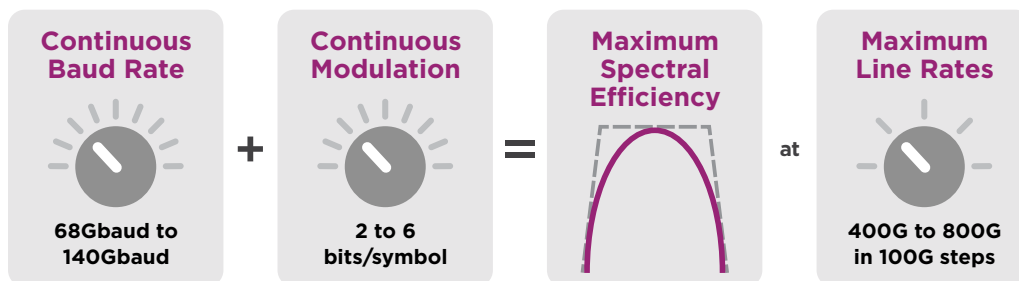 Continuous
Baud Rate
68Gbaud to
140Gbaud
+
Continuous
Modulation
2 to 6
bits/symbol
=
Maximum
Spectral
Efficiency
at
Maximum
Line Rates
400G to 800G
in 100G steps